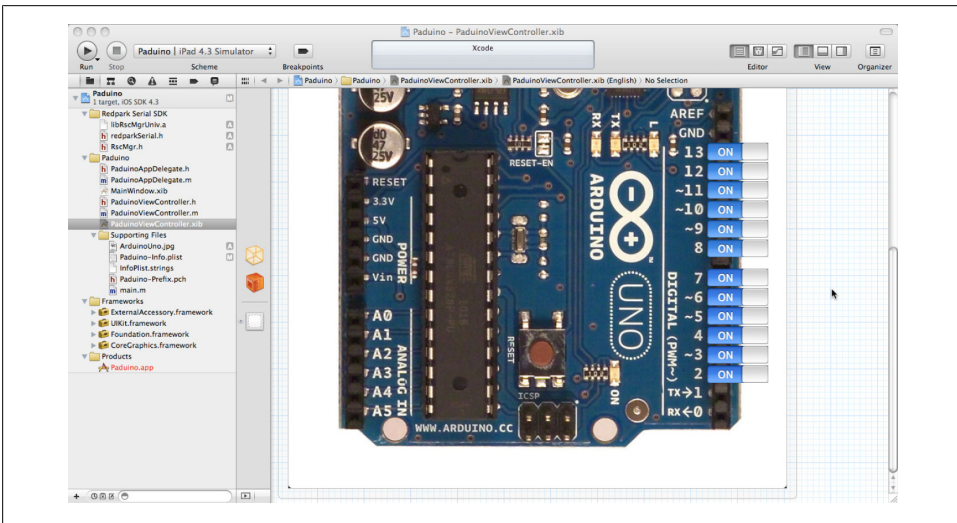 Paduino - PaduinoViewController.xib
Paduino | iPad 4.3 Simulator
Xcode
Run Stop Scheme Breakpoints Editor View Organizer
Paduino
1 target, iOS SDK 4.3
Paduino Paduino PaduinoViewController.xib PaduinoViewController.xib (English) No Selection
Redpark Serial SDK
libRscMgrUniv.a
redparkSerial.h
RscMgr.h
Paduino
PaduinoAppDelegate.h
PaduinoAppDelegate.m
MainWindow.xib
PaduinoViewController.h
PaduinoViewController.m
PaduinoViewController.xib
Supporting Files
ArduinoUno.jpg
Paduino-Info.plist
InfoPlist.strings
Paduino-Prefix.pch
main.m
Frameworks
ExternalAccessory.framework
UIKit.framework
Foundation.framework
CoreGraphics.framework
Products
Paduino.app
25V
47
25V
RESET-EN
RX
TX
L
RESET
3.3V
5V
GND
GND
Vin
POWER
A0
A1
A2
A3
A4
A5
ANALOG IN
WWW.ARDUINO.CC
RESET
ICSP
ON
ARDUINO
UNO
DIGITAL (PWM~)
AREF
GND
13 ON
12 ON
~11 ON
~10 ON
~9 ON
8 ON
7 ON
~6 ON
~5 ON
4 ON
~3 ON
2 ON
TX→1
RX←0